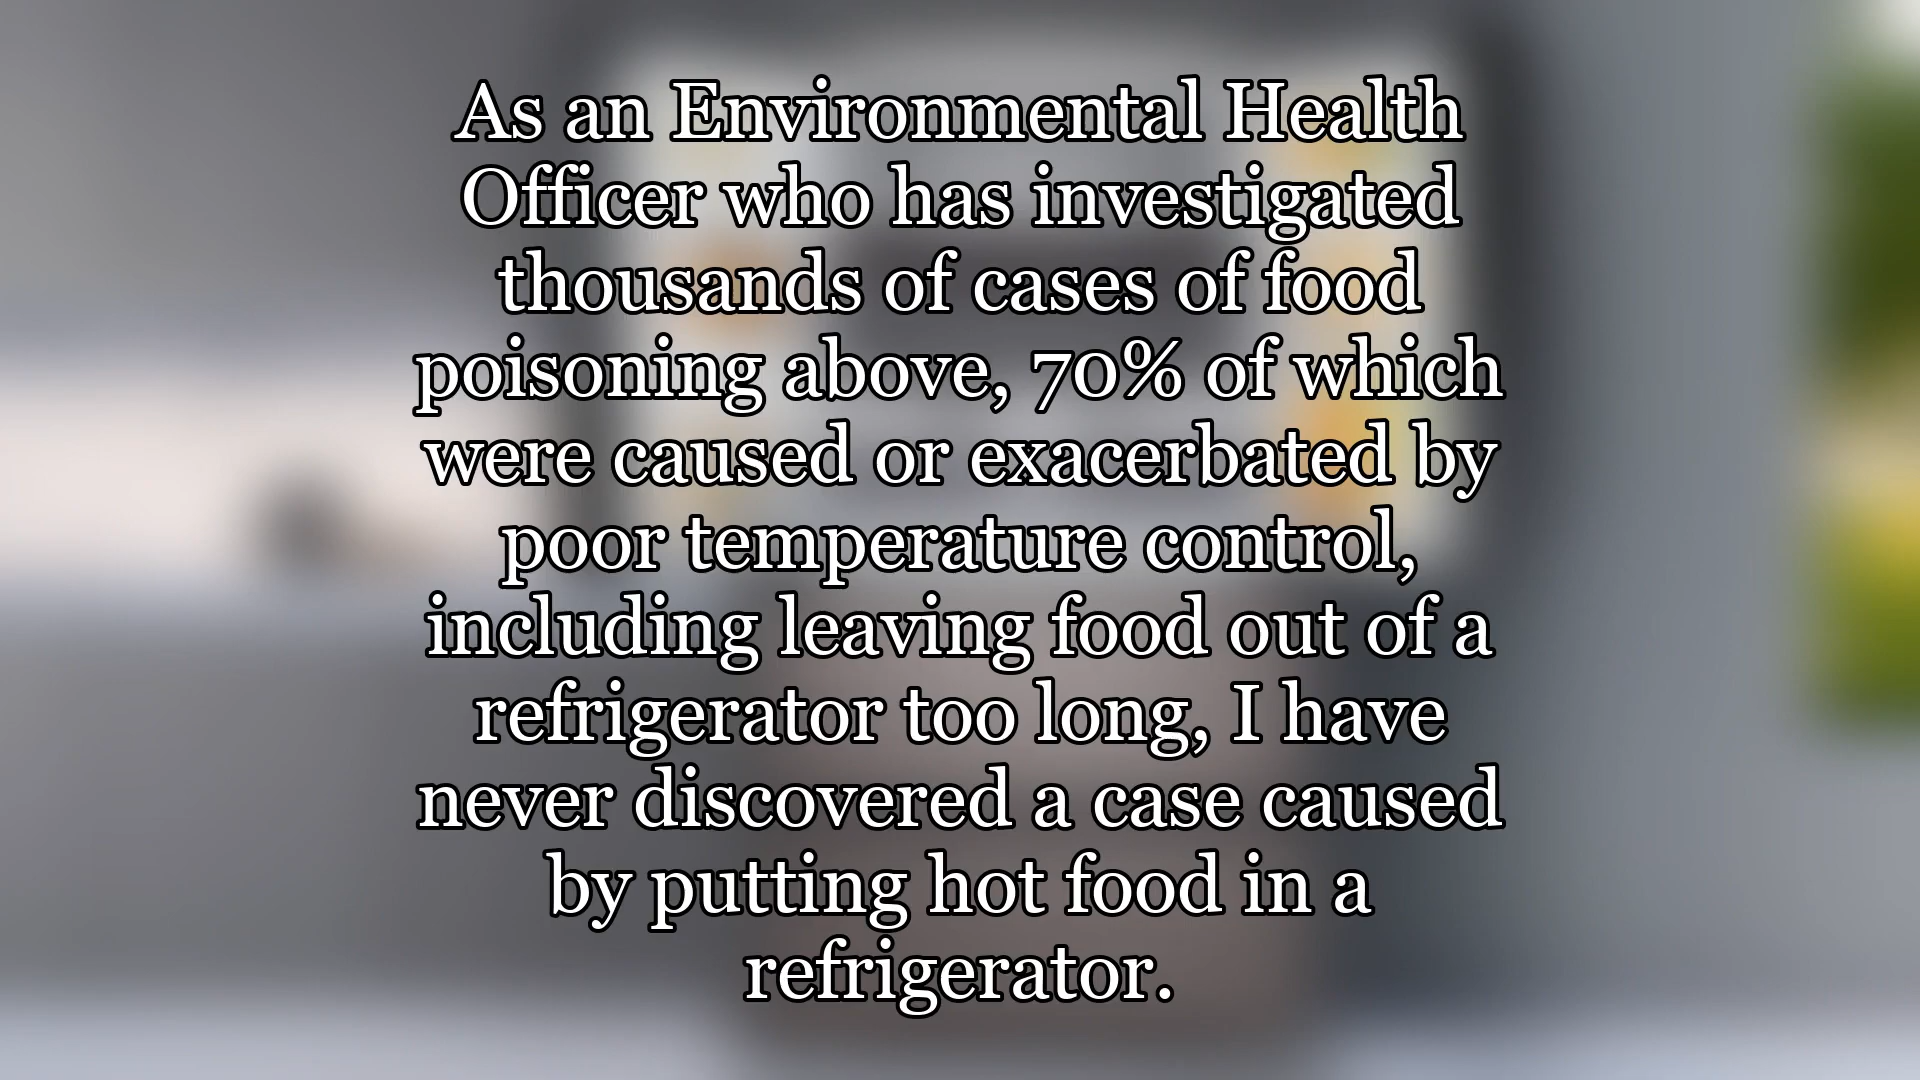 As an Environmental Health
Officer who has investigated
thousands of cases of food
poisoning above, 70% of which
were caused or exacerbated by
poor temperature control,
including leaving food out of a
refrigerator too long, I have
never discovered a case caused
by putting hot food in a
refrigerator.